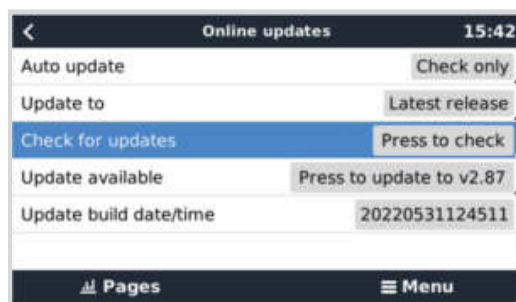 Online updates 15:42
Auto update Check only
Update to Latest release
Check for updates Press to check
Update available Press to update to v2.87
Update build date/time 20220531124511
Pages Menu